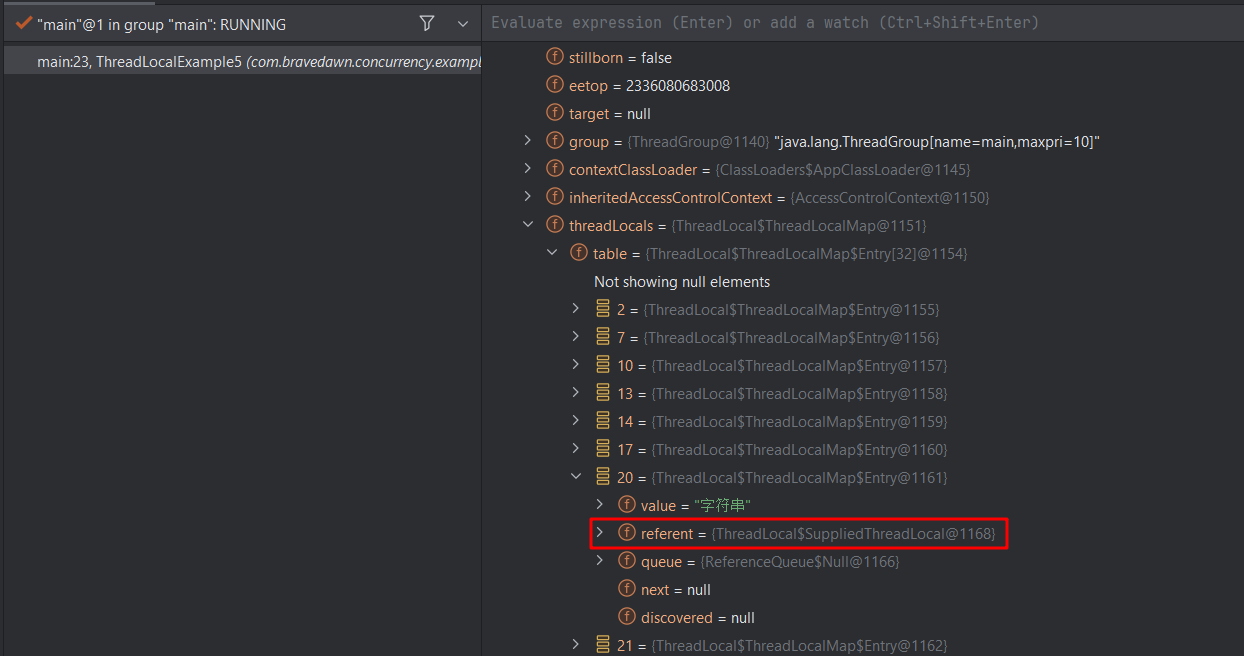 "main"@1 in group "main": RUNNING
Evaluate expression (Enter) or add a watch (Ctrl+Shift+Enter)
main:23, ThreadLocalExample5 (com.bravedawn.concurrency.exampl
stillborn = false
eetop = 2336080683008
target = null
group = {ThreadGroup@1140} "java.lang.ThreadGroup[name=main,maxpri=10]"
contextClassLoader = {ClassLoaders$AppClassLoader@1145}
inheritedAccessControlContext = {AccessControlContext@1150}
threadLocals = {ThreadLocal$ThreadLocalMap@1151}
table = {ThreadLocal$ThreadLocalMap$Entry[32]@1154}
Not showing null elements
2 = {ThreadLocal$ThreadLocalMap$Entry@1155}
7 = {ThreadLocal$ThreadLocalMap$Entry@1156}
10 = {ThreadLocal$ThreadLocalMap$Entry@1157}
13 = {ThreadLocal$ThreadLocalMap$Entry@1158}
14 = {ThreadLocal$ThreadLocalMap$Entry@1159}
17 = {ThreadLocal$ThreadLocalMap$Entry@1160}
20 = {ThreadLocal$ThreadLocalMap$Entry@1161}
value = "字符串"
referent = {ThreadLocal$SuppliedThreadLocal@1168}
queue = {ReferenceQueue$Null@1166}
next = null
discovered = null
21 = {ThreadLocal$ThreadLocalMap$Entry@1162}